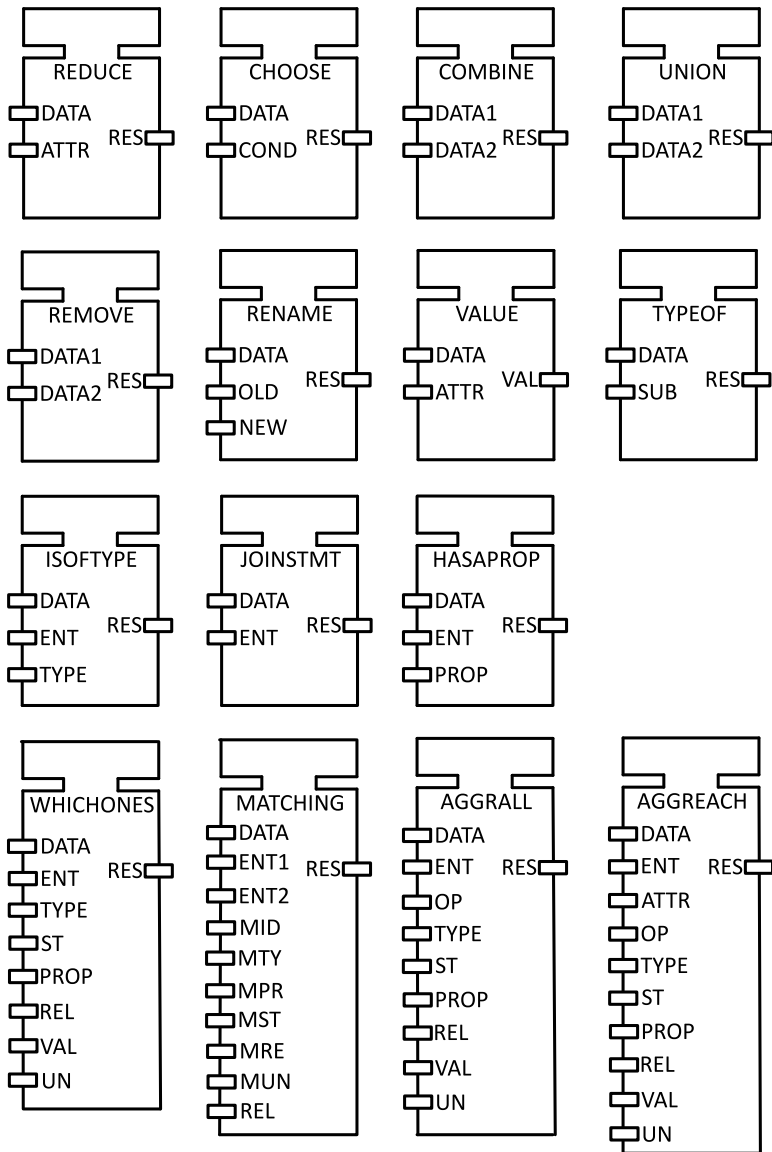 REDUCE
DATA
ATTR
RES
CHOOSE
DATA
COND
RES
COMBINE
DATA1
DATA2
RES
UNION
DATA1
DATA2
RES
REMOVE
DATA1
DATA2
RES
RENAME
DATA
OLD
NEW
RES
VALUE
DATA
ATTR
VAL
TYPEOF
DATA
SUB
RES
ISOFTYPE
DATA
ENT
TYPE
RES
JOINSTMT
DATA
ENT
RES
HASAPROP
DATA
ENT
PROP
RES
WHICHONES
DATA
ENT
TYPE
ST
PROP
REL
VAL
UN
RES
MATCHING
DATA
ENT1
ENT2
MID
MTY
MPR
MST
MRE
MUN
REL
RES
AGGRALL
DATA
ENT
OP
TYPE
ST
PROP
REL
VAL
UN
RES
AGGREACH
DATA
ENT
ATTR
OP
TYPE
ST
PROP
REL
VAL
UN
RES